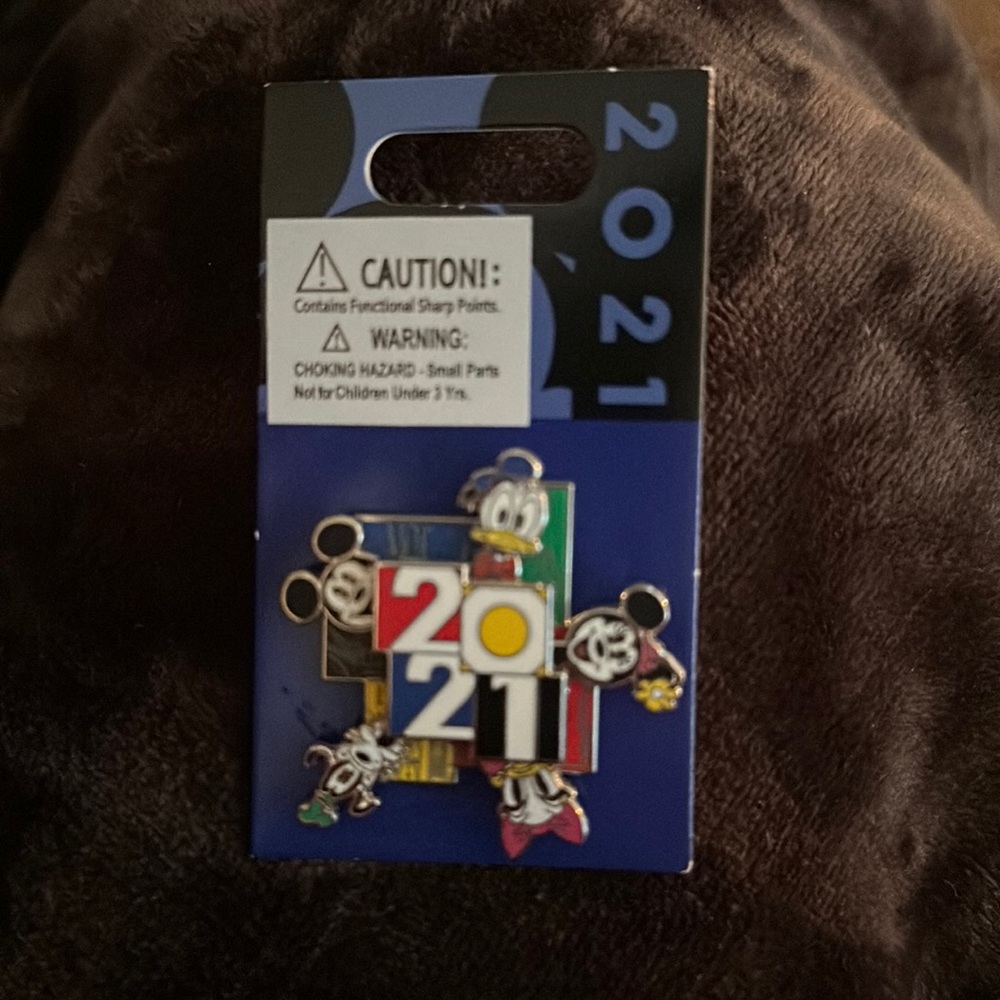 2021
CAUTION!:
Contains Functional Sharp Points.
WARNING:
CHOKING HAZARD - Small Parts
Not for Children Under 3 Yrs.
20
21